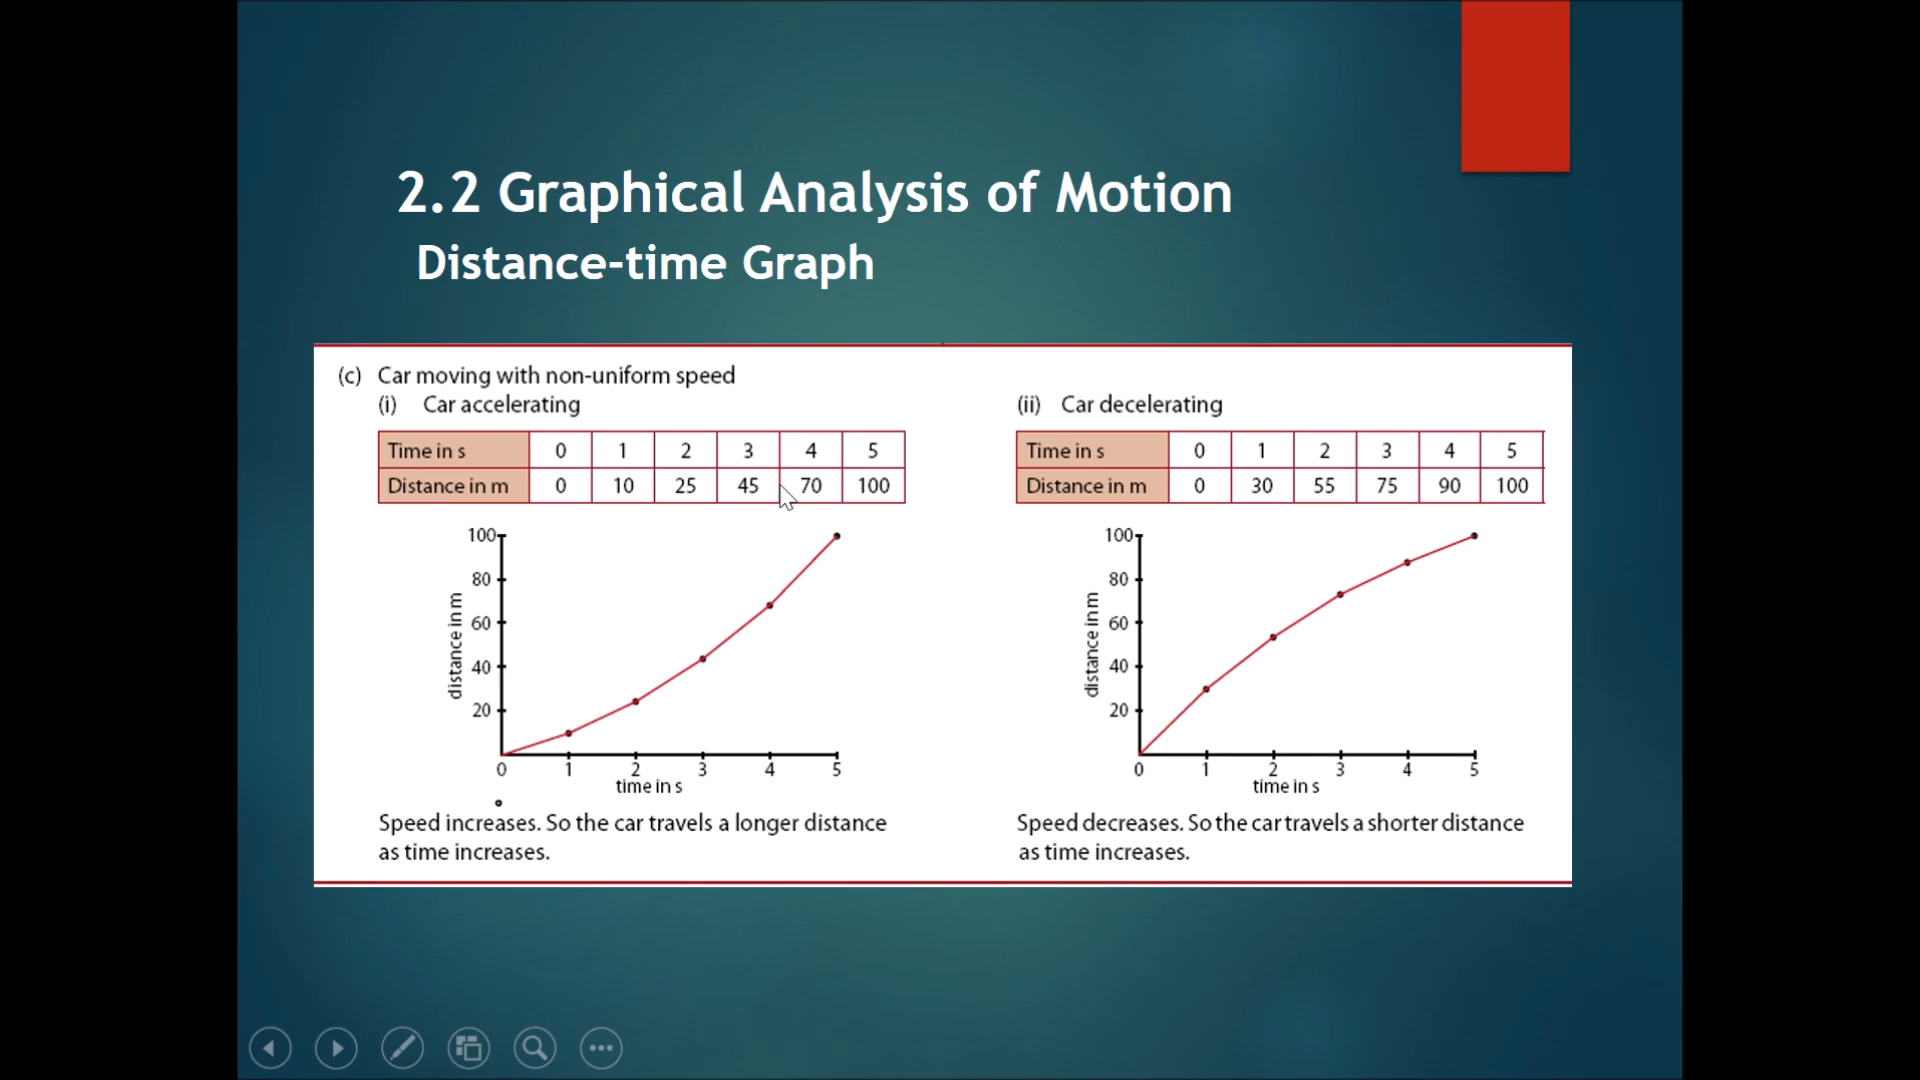 2.2 Graphical Analysis of Motion
Distance-time Graph
(c) Car moving with non-uniform speed
(i) Car accelerating
Time in s 0 1 2 3 4 5
Distance in m 0 10 25 45 70 100
100
80
60
40
20
distance in m
0 1 2 3 4 5
time in s
Speed increases. So the car travels a longer distance
as time increases.
(ii) Car decelerating
Time in s 0 1 2 3 4 5
Distance in m 0 30 55 75 90 100
100
80
60
40
20
distance in m
0 1 2 3 4 5
time in s
Speed decreases. So the car travels a shorter distance
as time increases.